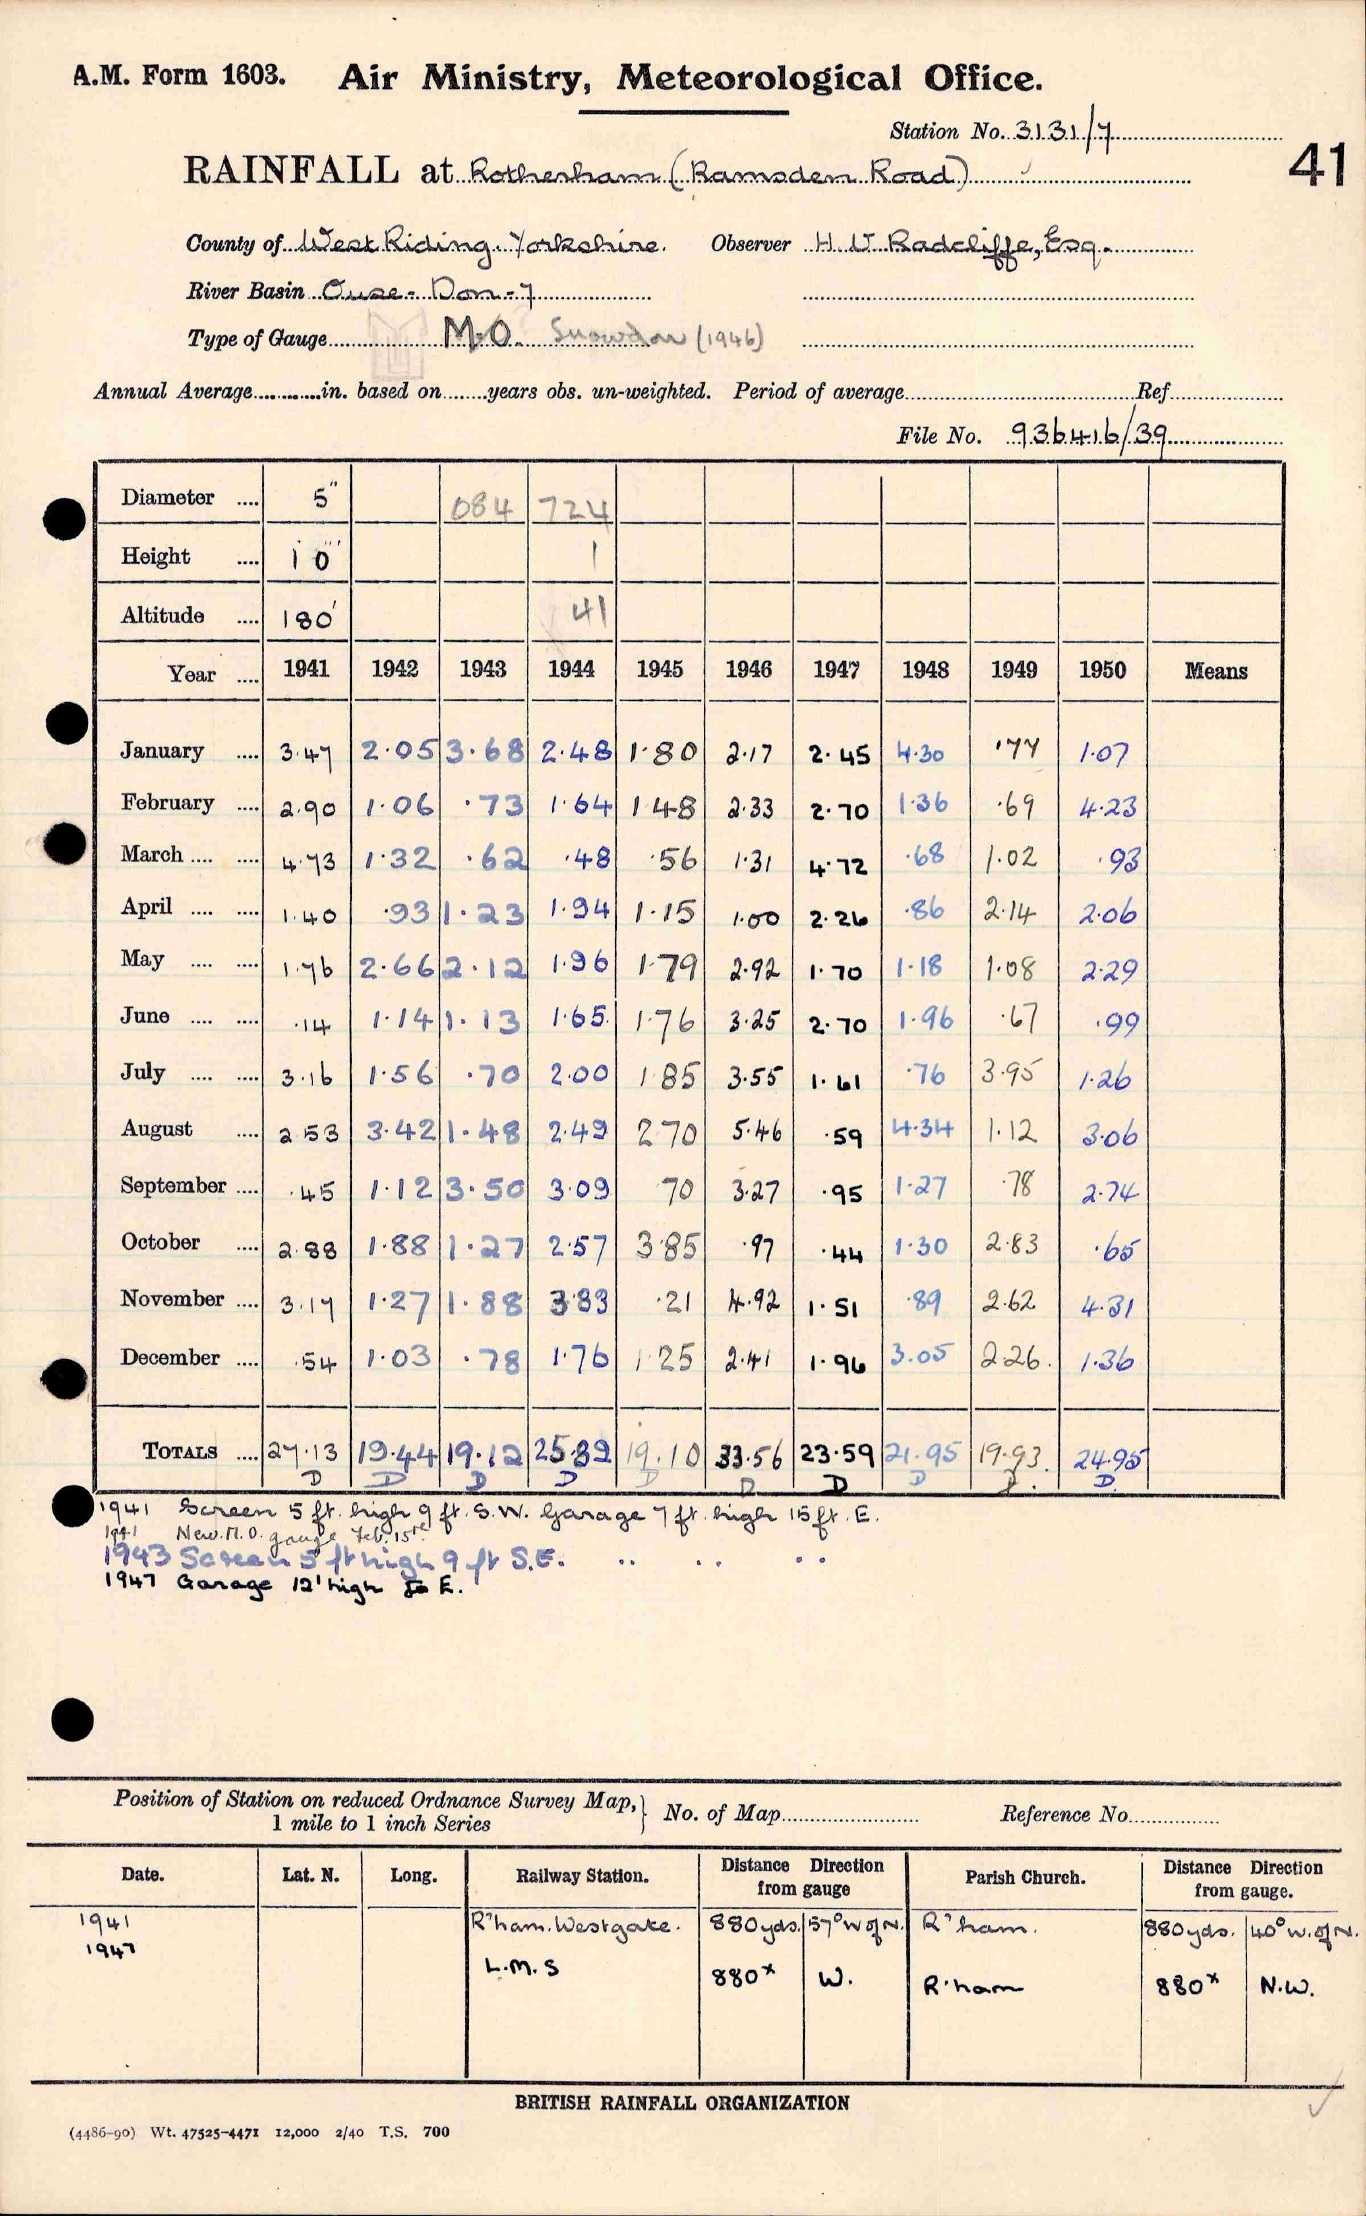 A.M. Form 1603. Air Ministry, Meteorological Office.
Station No. 3131/7
41
RAINFALL at Rotherham (Ramsden Road)
County of West Riding. Yorkshire. Observer H V Radcliffe, Esq.
River Basin Ouse - Don - 7
Type of Gauge M.O. Snowdon (1946)
Annual Average in. based on years obs. un-weighted. Period of average Ref
File No. 936416/39
Diameter 5" 084 724
Height 1' 0" 1
Altitude 180' 41
Year 1941 1942 1943 1944 1945 1946 1947 1948 1949 1950 Means
January 3.47 2.05 3.68 2.48 1.80 2.17 2.45 4.30 .77 1.07
February 2.90 1.06 .73 1.64 1.48 2.33 2.70 1.36 .69 4.23
March 4.73 1.32 .62 .48 .56 1.31 4.72 .68 1.02 .93
April 1.40 .93 1.23 1.94 1.15 1.00 2.26 .86 2.14 2.06
May 1.76 2.66 2.12 1.96 1.79 2.92 1.70 1.18 1.08 2.29
June .14 1.14 1.13 1.65 1.76 3.25 2.70 1.96 .67 .99
July 3.16 1.56 .70 2.00 1.85 3.55 1.61 .76 3.95 1.26
August 2.53 3.42 1.48 2.49 2.70 5.46 .59 4.34 1.12 3.06
September .45 1.12 3.50 3.09 70 3.27 .95 1.27 .78 2.74
October 2.88 1.88 1.27 2.57 3.85 .97 .44 1.30 2.83 .65
November 3.17 1.27 1.88 3.83 .21 4.92 1.51 .89 2.62 4.31
December .54 1.03 .78 1.76 1.25 2.41 1.96 3.05 2.26 1.36
TOTALS 27.13 19.44 19.12 25.89 19.10 33.56 23.59 21.95 19.93 24.95
D D D D D D D D D D
1941 Screen 5 ft. high 9 ft. S.W. Garage 7 ft. high 15 ft. E.
1941 New M.O. gauge Feb. 15th
1943 Screen 5 ft high 9 ft S.E. .. .. ..
1947 Garage 12' high to E.
Position of Station on reduced Ordnance Survey Map, 1 mile to 1 inch Series } No. of Map Reference No.
Date. Lat. N. Long. Railway Station. Distance Direction from gauge Parish Church. Distance Direction from gauge.
1941 R'ham. Westgate. 880 yds. 57° W of N. R'ham. 880 yds. 40° W. of N.
1947 L.M.S 880x W. R'ham 880x N.W.
BRITISH RAINFALL ORGANIZATION
(4486-90) Wt. 47525-4471 12,000 2/40 T.S. 700